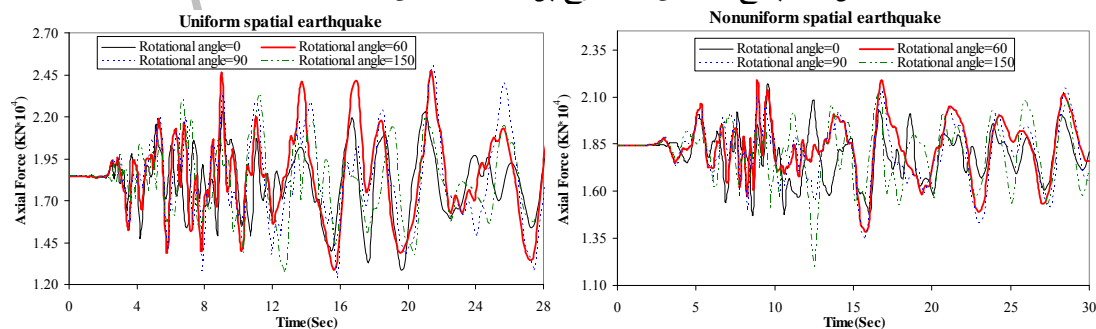 Uniform spatial earthquake
Rotational angle=0 Rotational angle=60
Rotational angle=90 Rotational angle=150
Axial Force (KN*10^4)
2.70
2.45
2.20
1.95
1.70
1.45
1.20
0 4 8 12 16 20 24 28
Time(Sec)
Nonuniform spatial earthquake
Rotational angle=0 Rotational angle=60
Rotational angle=90 Rotational angle=150
Axial Force (KN*10^4)
2.35
2.10
1.85
1.60
1.35
1.10
0 5 10 15 20 25 30
Time(Sec)